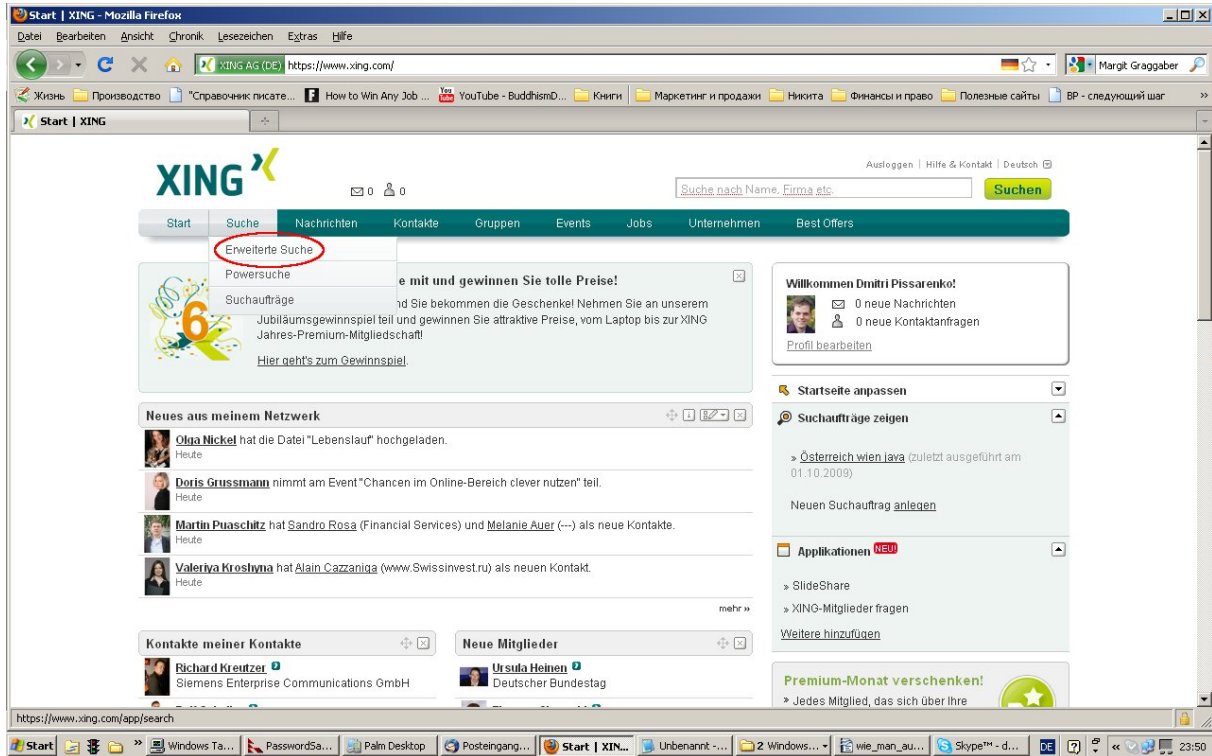 Start | XING - Mozilla Firefox
Datei Bearbeiten Ansicht Chronik Lesezeichen Extras Hilfe
XING AG (DE) https://www.xing.com/ Margit Graggaber
Жизнь Производство "Справочник писате... How to Win Any Job ... YouTube - BuddhismD... Книги Маркетинг и продажи Никита Финансы и право Полезные сайты ВР - следующий шаг »
Start | XING
Ausloggen | Hilfe & Kontakt | Deutsch
XING 0 0 Suche nach Name, Firma etc. Suchen
Start Suche Nachrichten Kontakte Gruppen Events Jobs Unternehmen Best Offers
Erweiterte Suche
Powersuche
Suchaufträge
e mit und gewinnen Sie tolle Preise!
nd Sie bekommen die Geschenke! Nehmen Sie an unserem
Jubiläumsgewinnspiel teil und gewinnen Sie attraktive Preise, vom Laptop bis zur XING
Jahres-Premium-Mitgliedschaft!
Hier geht's zum Gewinnspiel.
6
Willkommen Dmitri Pissarenko!
0 neue Nachrichten
0 neue Kontaktanfragen
Profil bearbeiten
Startseite anpassen
Suchaufträge zeigen
» Österreich wien java (zuletzt ausgeführt am
01.10.2009)
Neuen Suchauftrag anlegen
Applikationen NEU!
» SlideShare
» XING-Mitglieder fragen
Weitere hinzufügen
Premium-Monat verschenken!
» Jedes Mitglied, das sich über Ihre
Neues aus meinem Netzwerk
Olga Nickel hat die Datei "Lebenslauf" hochgeladen.
Heute
Doris Grussmann nimmt am Event "Chancen im Online-Bereich clever nutzen" teil.
Heute
Martin Puaschitz hat Sandro Rosa (Financial Services) und Melanie Auer (---) als neue Kontakte.
Heute
Valeriya Kroshyna hat Alain Cazzaniga (www.Swissinvest.ru) als neuen Kontakt.
Heute
mehr »
Kontakte meiner Kontakte
Richard Kreutzer
Siemens Enterprise Communications GmbH
Neue Mitglieder
Ursula Heinen
Deutscher Bundestag
https://www.xing.com/app/search
Start » Windows Ta... PasswordSa... Palm Desktop Posteingang... Start | XIN... Unbenannt -... 2 Windows... wie_man_au... Skype™ - d... DE « 23:50